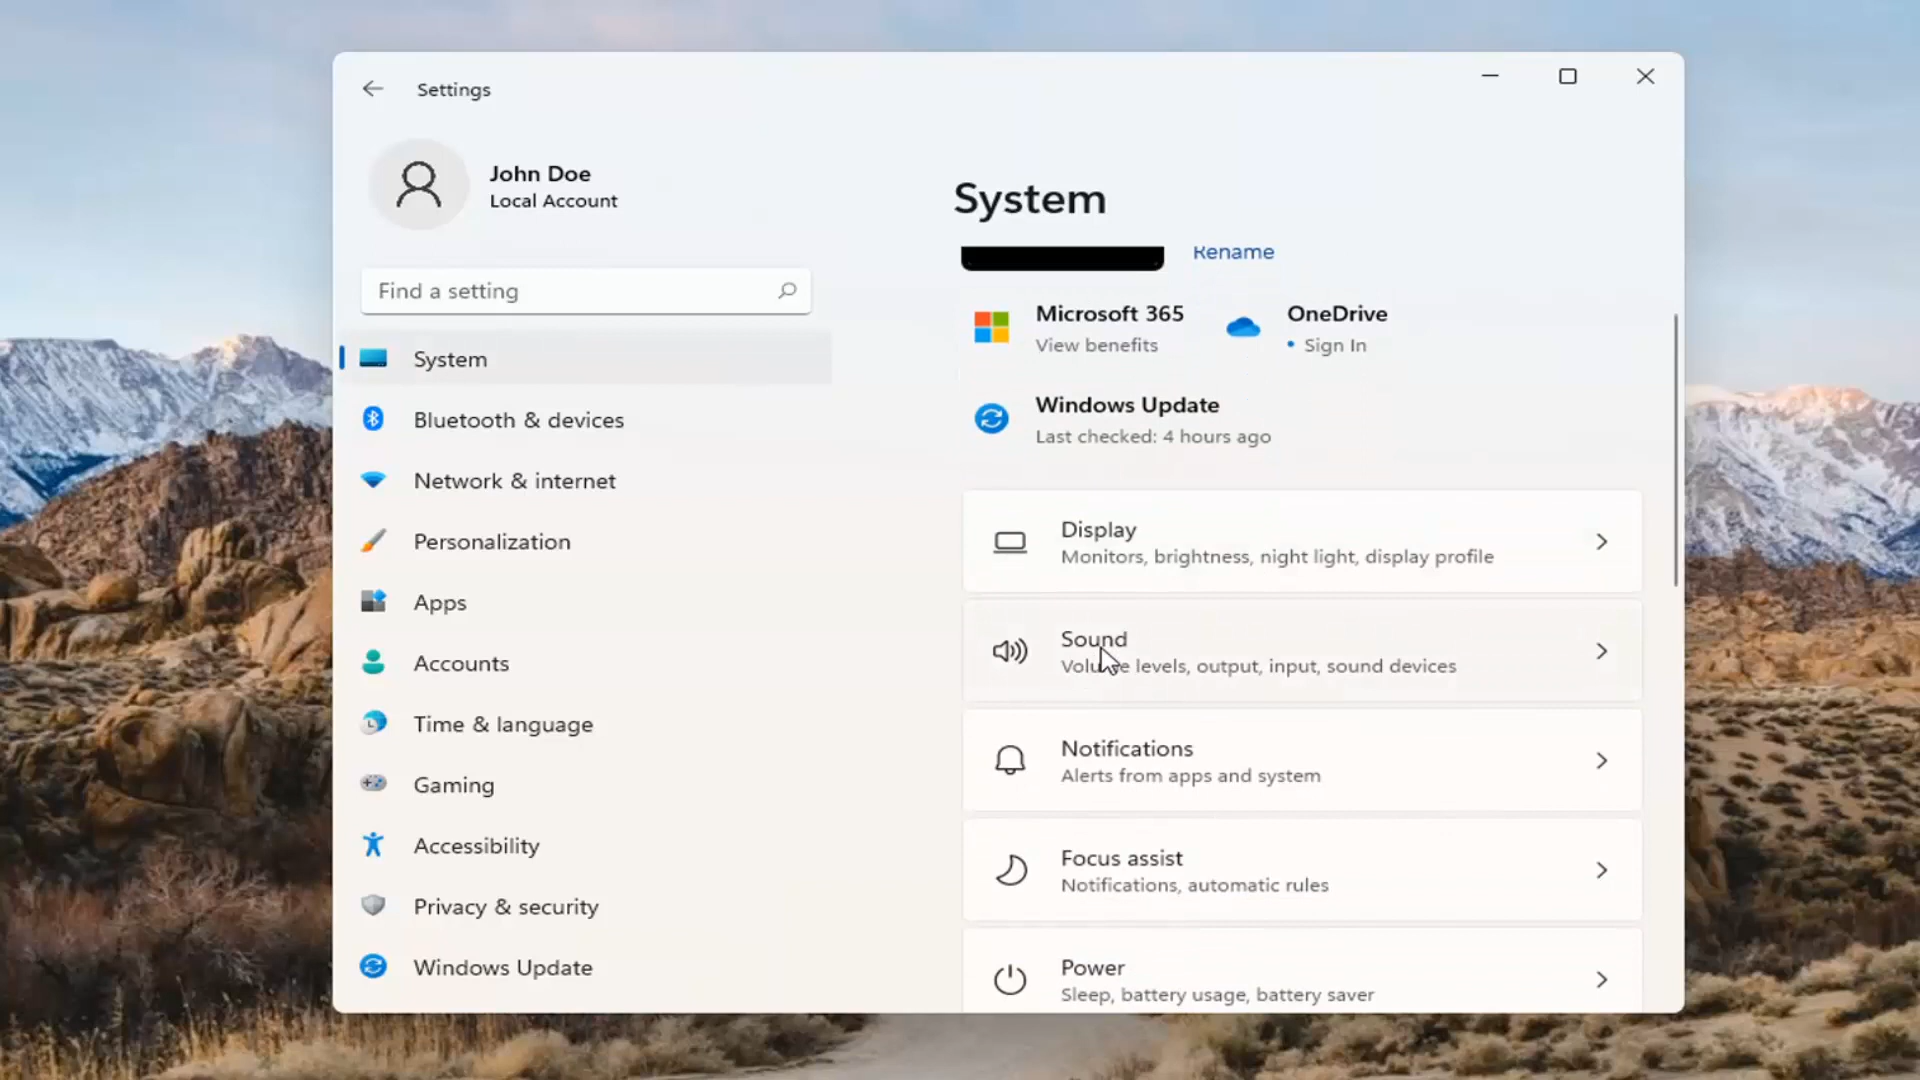 Settings
John Doe
Local Account
Find a setting
System
Bluetooth & devices
Network & internet
Personalization
Apps
Accounts
Time & language
Gaming
Accessibility
Privacy & security
Windows Update
System
Rename
Microsoft 365
View benefits
OneDrive
• Sign In
Windows Update
Last checked: 4 hours ago
Display
Monitors, brightness, night light, display profile
Sound
Volume levels, output, input, sound devices
Notifications
Alerts from apps and system
Focus assist
Notifications, automatic rules
Power
Sleep, battery usage, battery saver